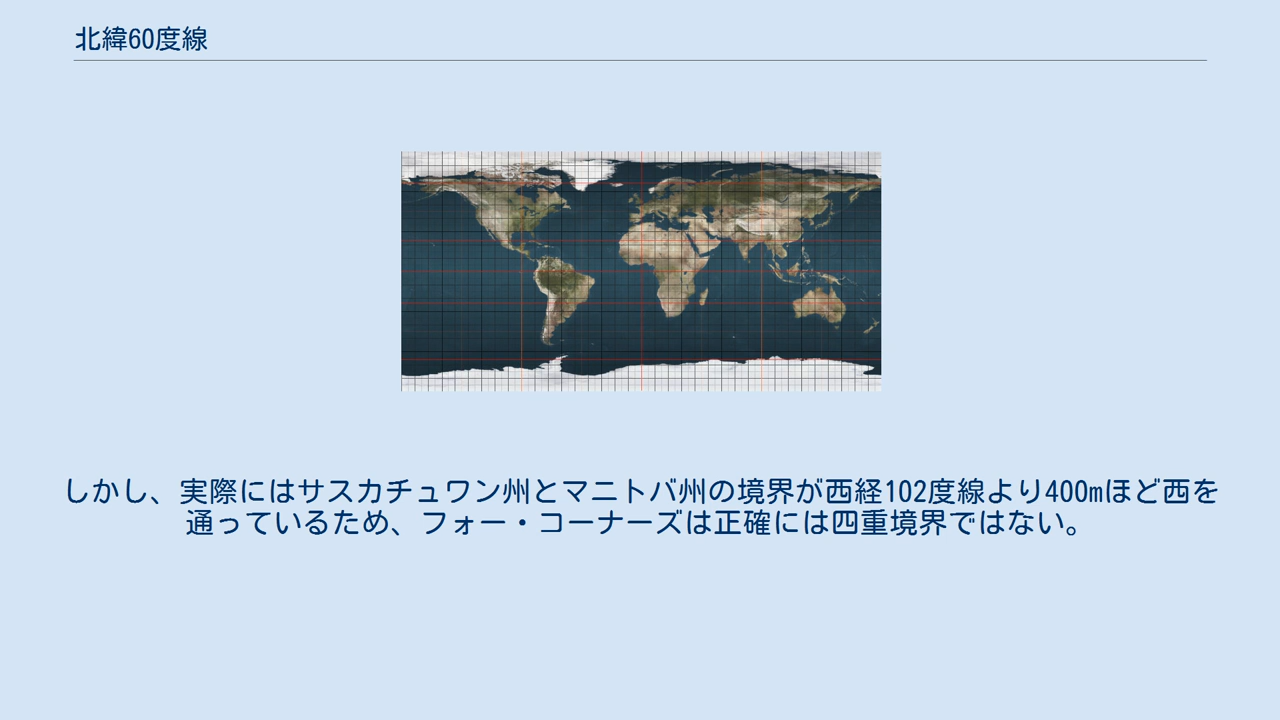 北緯60度線
しかし、実際にはサスカチュワン州とマニトバ州の境界が西経102度線より400mほど西を
通っているため、フォー・コーナーズは正確には四重境界ではない。